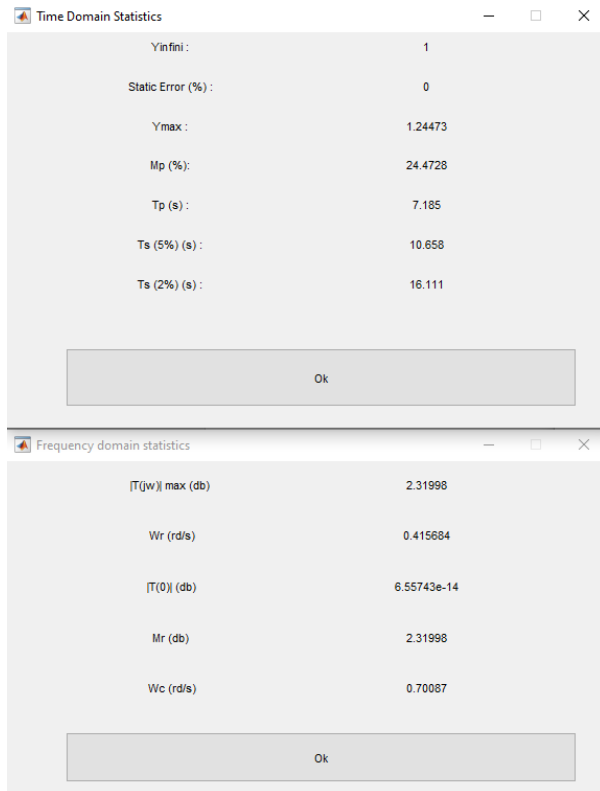 Time Domain Statistics
Yinfini : 1
Static Error (%) : 0
Ymax : 1.24473
Mp (%): 24.4728
Tp (s) : 7.185
Ts (5%) (s) : 10.658
Ts (2%) (s) : 16.111
Ok
Frequency domain statistics
|T(jw)| max (db) 2.31998
Wr (rd/s) 0.415684
|T(0)| (db) 6.55743e-14
Mr (db) 2.31998
Wc (rd/s) 0.70087
Ok